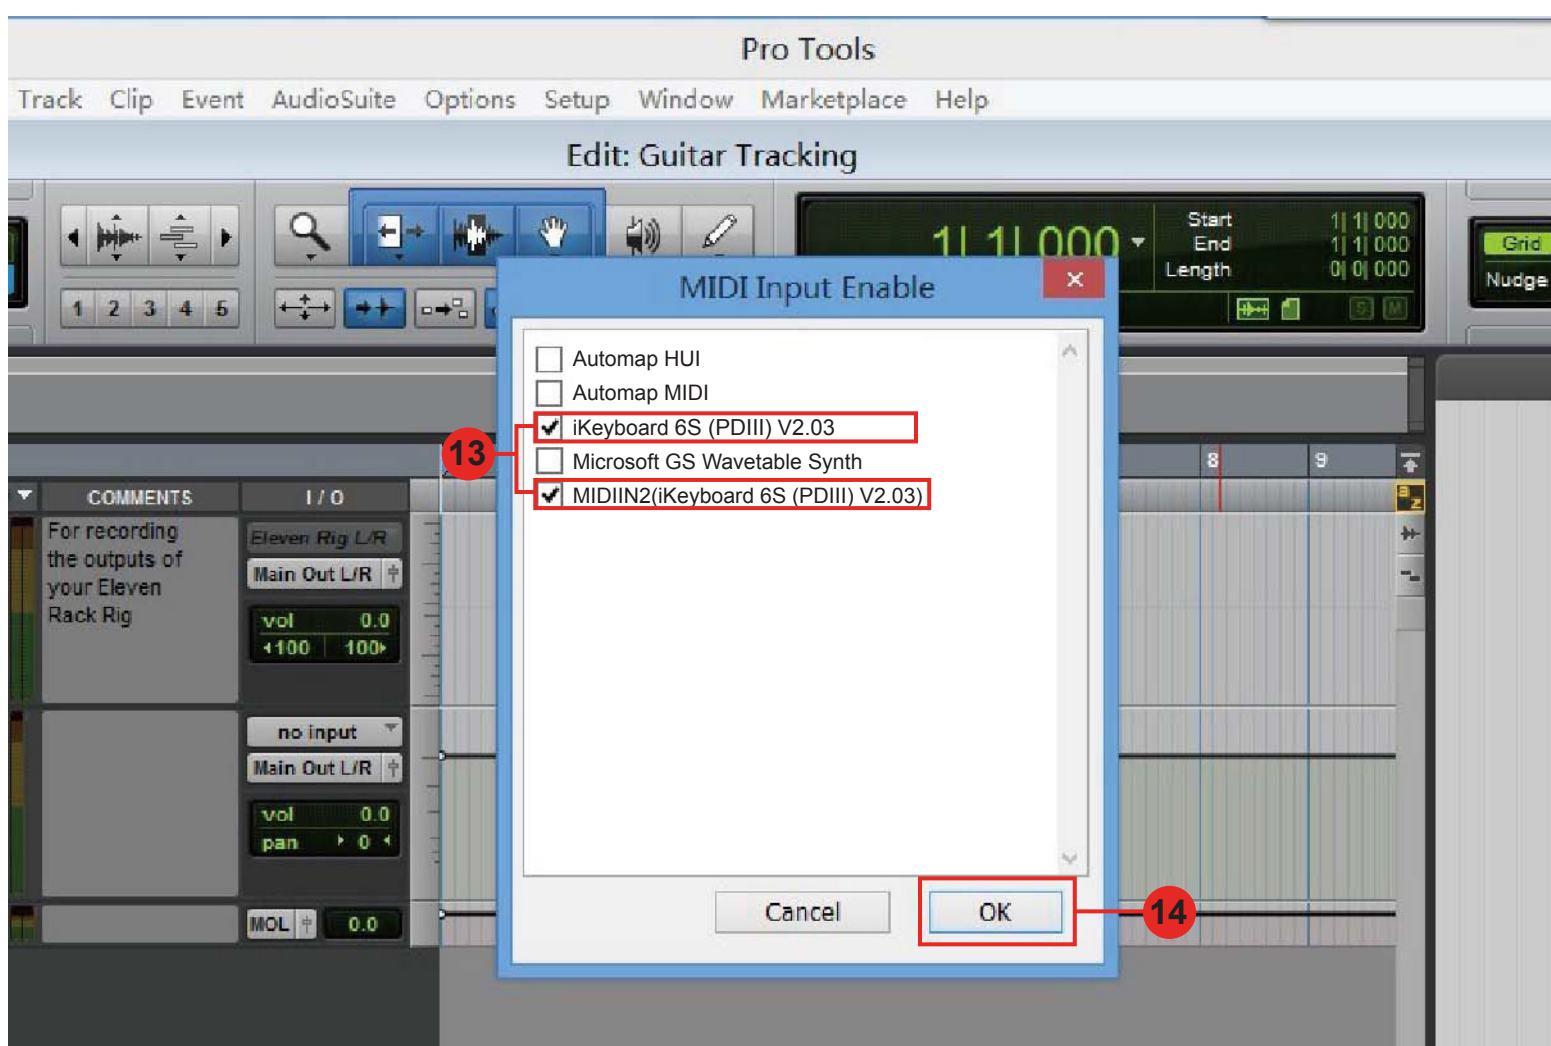 Pro Tools
Track Clip Event AudioSuite Options Setup Window Marketplace Help
Edit: Guitar Tracking
1| 1| 000
Start 1| 1| 000
End 1| 1| 000
Length 0| 0| 000
Grid
Nudge
1 2 3 4 5
S M
MIDI Input Enable
Automap HUI
Automap MIDI
iKeyboard 6S (PDIII) V2.03
Microsoft GS Wavetable Synth
MIDIIN2(iKeyboard 6S (PDIII) V2.03)
13
8 9
COMMENTS I / O
a z
For recording
the outputs of
your Eleven
Rack Rig
Eleven Rig L/R
Main Out L/R
vol 0.0
100 100
no input
Main Out L/R
vol 0.0
pan 0
MOL 0.0
Cancel OK
14